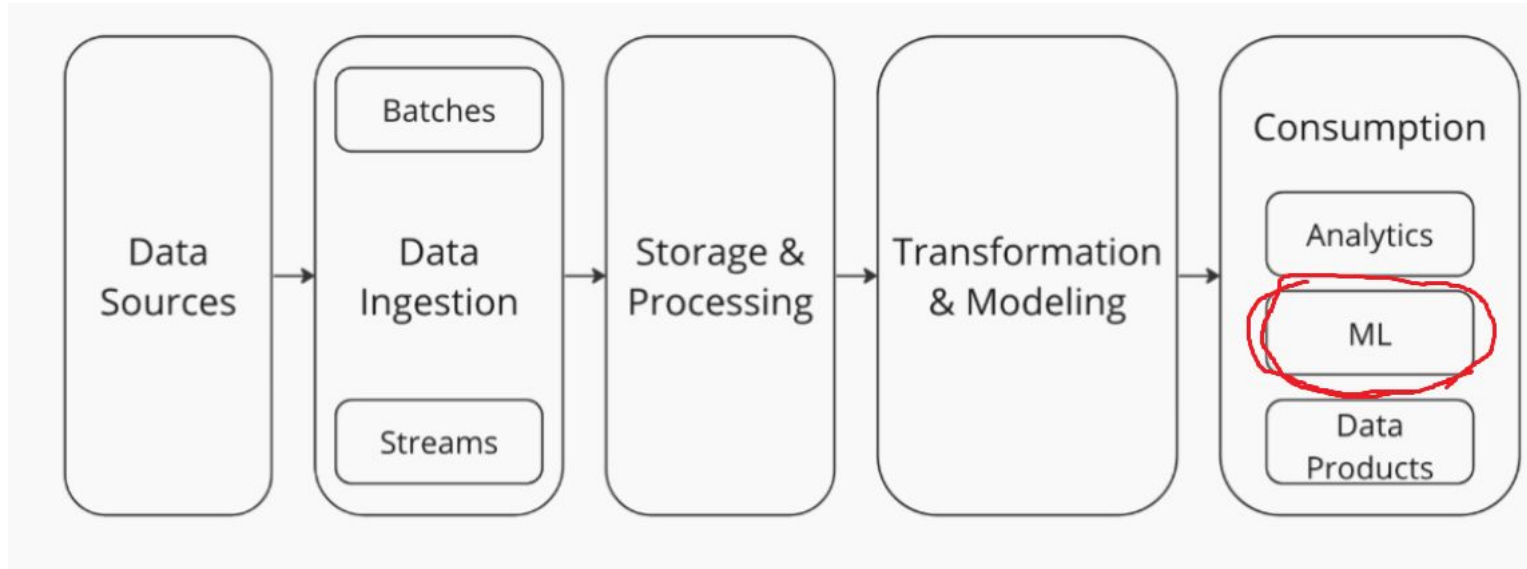 Data
Sources
Batches
Data
Ingestion
Streams
Storage &
Processing
Transformation
& Modeling
Consumption
Analytics
ML
Data
Products